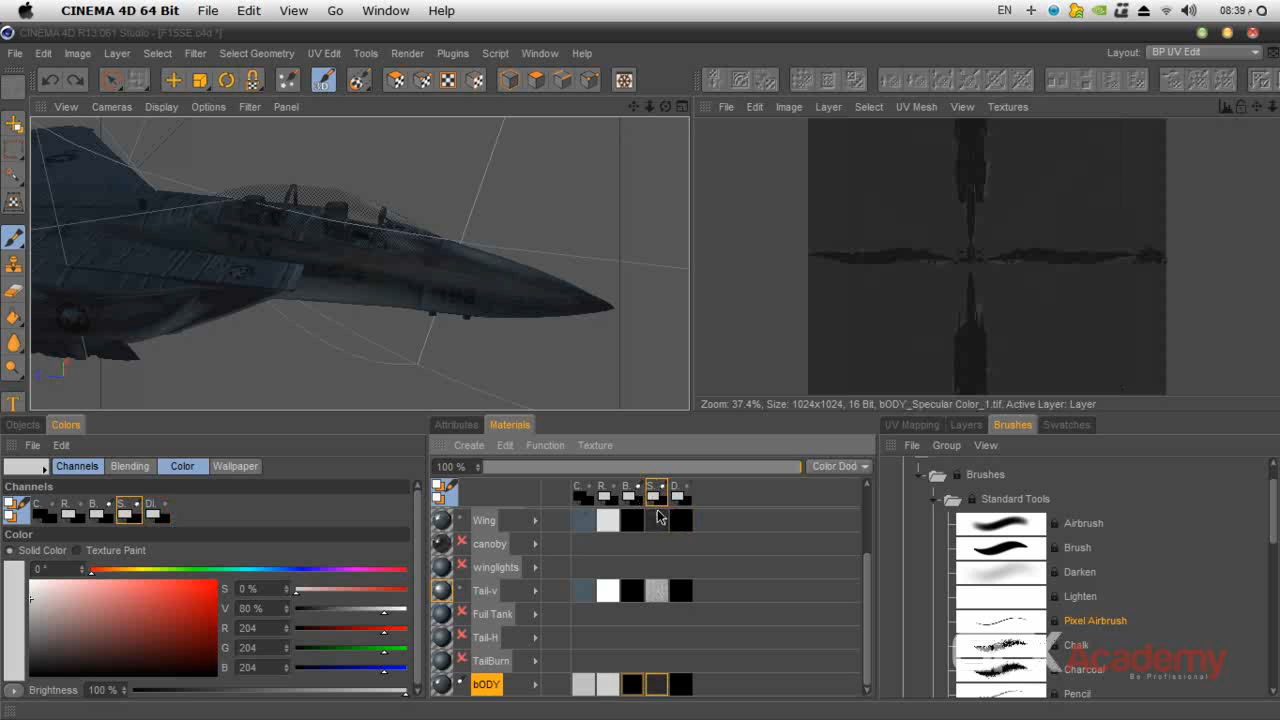 CINEMA 4D 64 Bit File Edit View Go Window Help EN 08:39
CINEMA 4D R13.061 Studio - [F15SE.c4d *]
File Edit Image Layer Select Filter Select Geometry UV Edit Tools Render Plugins Script Window Help Layout: BP UV Edit
View Cameras Display Options Filter Panel
File Edit Image Layer Select UV Mesh View Textures
Zoom: 37.4%, Size: 1024x1024, 16 Bit, bODY_Specular Color_1.tif, Active Layer: Layer
Objects Colors
File Edit
Channels Blending Color Wallpaper
Channels
C. R. B. S. DI.
Color
Solid Color Texture Paint
0 °
S 0 %
V 80 %
R 204
G 204
B 204
Brightness 100 %
Attributes Materials
Create Edit Function Texture
100 % Color Dod
C. R. B. S. D.
Wing
canoby
winglights
Tail-v
Full Tank
Tail-H
TailBurn
bODY
UV Mapping Layers Brushes Swatches
File Group View
Brushes
Standard Tools
Airbrush
Brush
Darken
Lighten
Pixel Airbrush
Chalk
Charcoal
Pencil
Academy
Be Professional
3D
T